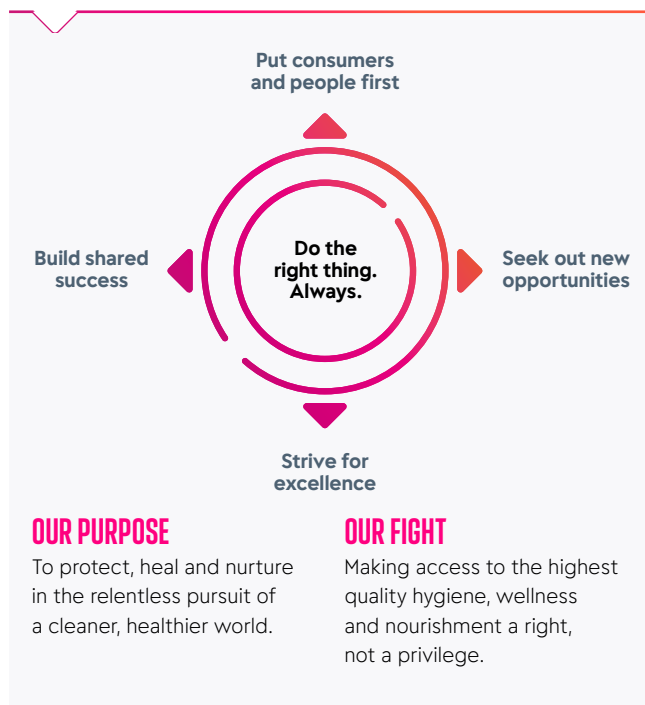 Put consumers
and people first
Build shared
success
Do the
right thing.
Always.
Seek out new
opportunities
Strive for
excellence
OUR PURPOSE
To protect, heal and nurture
in the relentless pursuit of
a cleaner, healthier world.
OUR FIGHT
Making access to the highest
quality hygiene, wellness
and nourishment a right,
not a privilege.